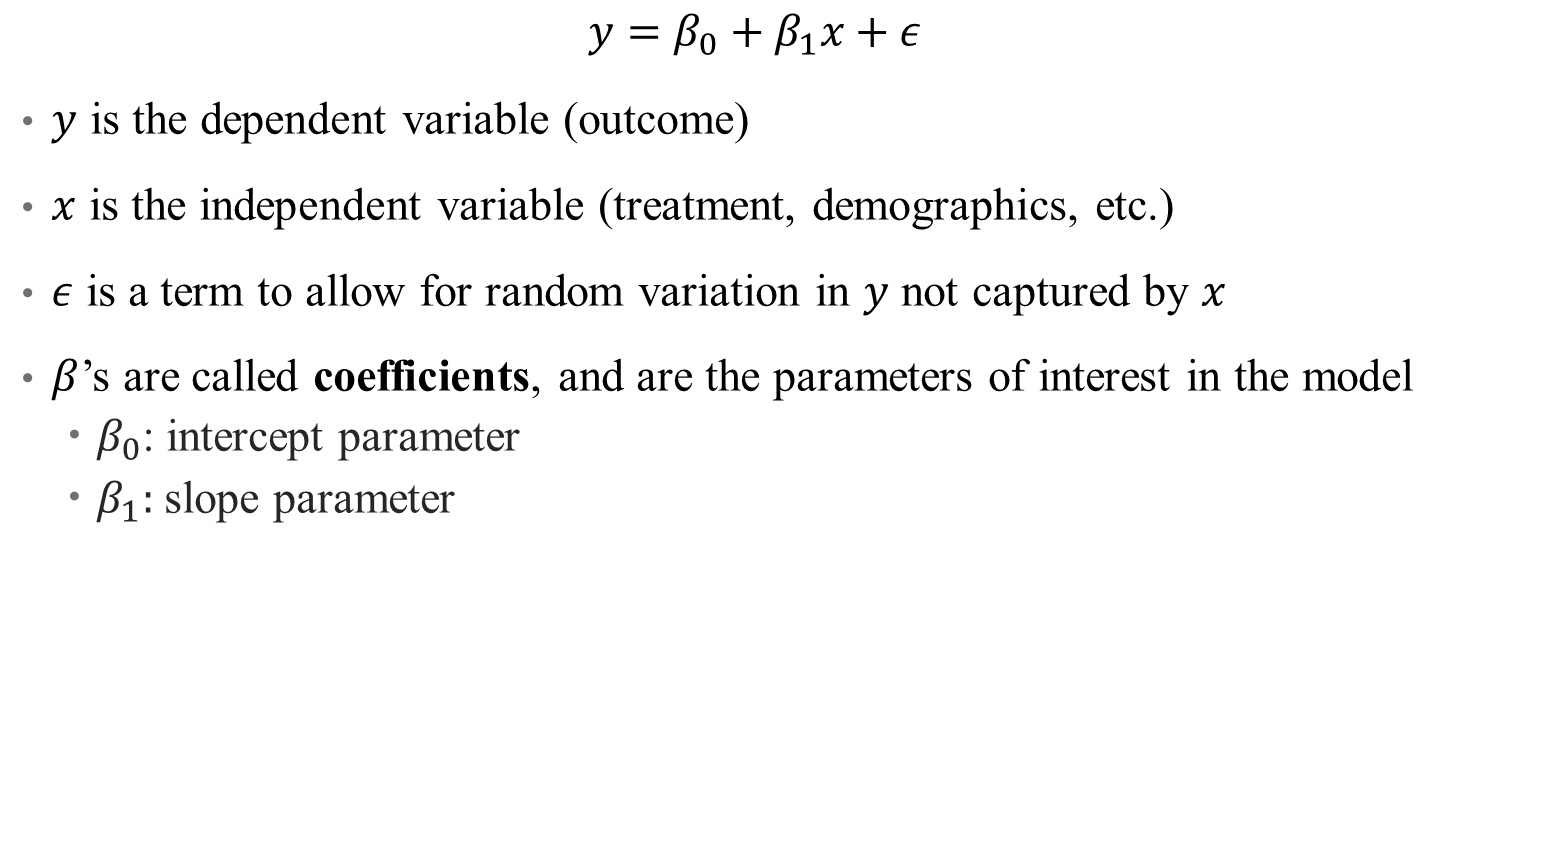 𝑦 = 𝛽₀ + 𝛽₁𝑥 + 𝜖
• 𝑦 is the dependent variable (outcome)
• 𝑥 is the independent variable (treatment, demographics, etc.)
• 𝜖 is a term to allow for random variation in 𝑦 not captured by 𝑥
• 𝛽’s are called coefficients, and are the parameters of interest in the model
• 𝛽₀: intercept parameter
• 𝛽₁: slope parameter